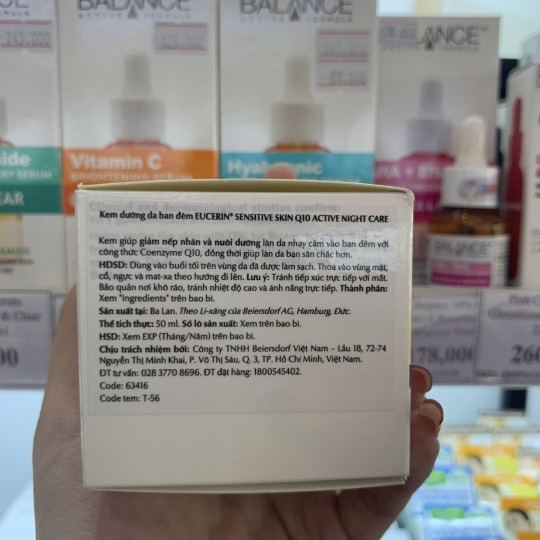 BALANCE
ACTIVE FORMULA
BALANCE
ACTIVE FORMULA
BALANCE
ACTIVE FORMULA
Vitamin C
BRIGHTENING SERUM
Hyaluronic
Kem dưỡng da ban đêm EUCERIN® SENSITIVE SKIN Q10 ACTIVE NIGHT CARE
Kem giúp giảm nếp nhăn và nuôi dưỡng làn da nhạy cảm vào ban đêm với
công thức Coenzyme Q10, đồng thời giúp làn da bạn săn chắc hơn.
HDSD: Dùng vào buổi tối trên vùng da đã được làm sạch. Thoa vào vùng mặt,
cổ, ngực và mát-xa theo hướng đi lên. Lưu ý: Tránh tiếp xúc trực tiếp với mắt.
Bảo quản nơi khô ráo, tránh nhiệt độ cao và ánh nắng trực tiếp. Thành phần:
Xem "Ingredients" trên bao bì.
Sản xuất tại: Ba Lan. Theo Li-xăng của Beiersdorf AG, Hamburg, Đức.
Thể tích thực: 50 ml. Số lô sản xuất: Xem trên bao bì.
HSD: Xem EXP (Tháng/Năm) trên bao bì.
Chịu trách nhiệm bởi: Công ty TNHH Beiersdorf Việt Nam – Lầu 18, 72-74
Nguyễn Thị Minh Khai, P. Võ Thị Sáu, Q. 3, TP. Hồ Chí Minh, Việt Nam.
ĐT tư vấn: 028 3770 8696. ĐT đặt hàng: 1800545402.
Code: 63416
Code tem: T-56
BALANCE
78,000